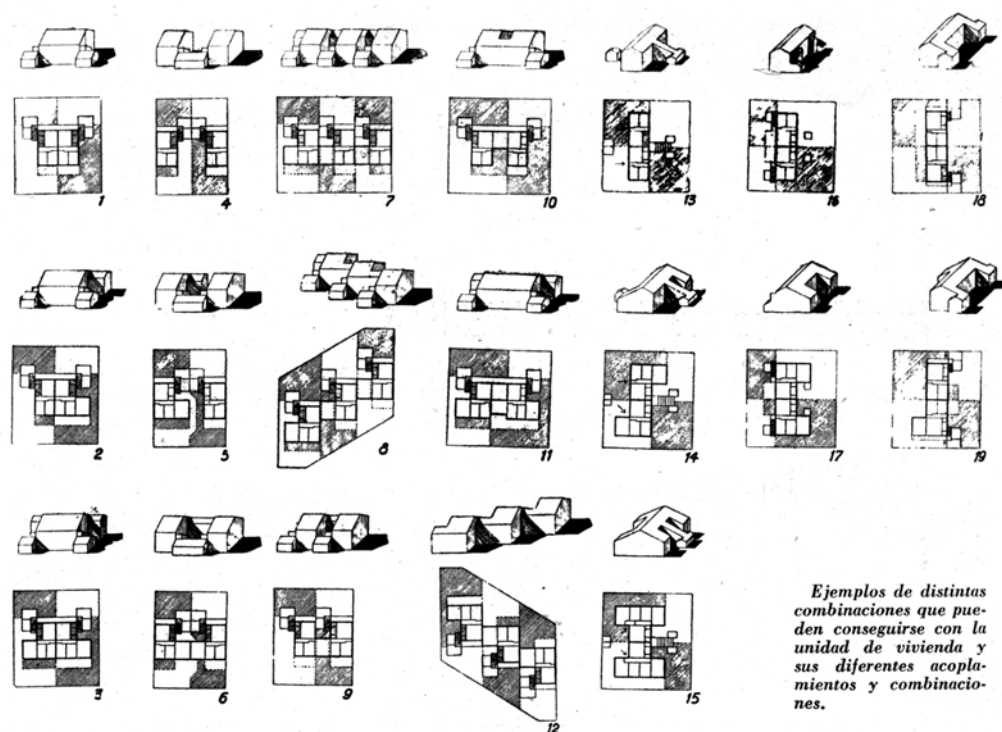 1
4
7
10
13
16
18
2
5
8
11
14
17
19
3
6
9
12
15
Ejemplos de distintas
combinaciones que pue-
den conseguirse con la
unidad de vivienda y
sus diferentes acopla-
mientos y combinacio-
nes.